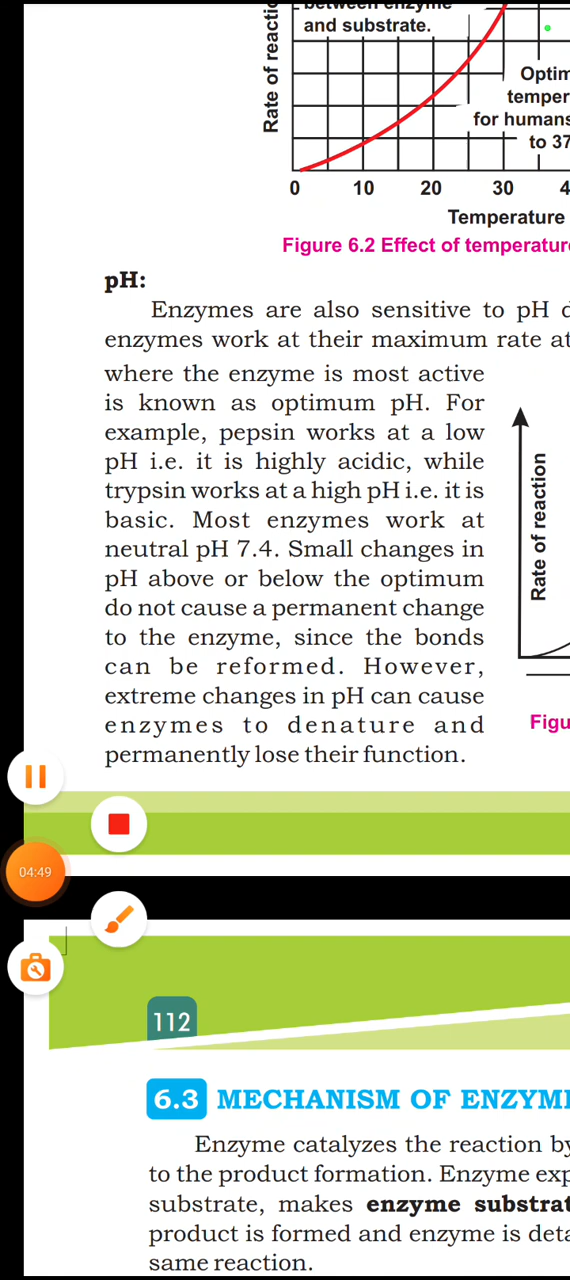 between enzyme
and substrate.
Rate of reactio
Optim
temper
for humans
to 37
0 10 20 30 4
Temperature
Figure 6.2 Effect of temperature
pH:
Enzymes are also sensitive to pH
enzymes work at their maximum rate at
where the enzyme is most active
is known as optimum pH. For
example, pepsin works at a low
pH i.e. it is highly acidic, while
trypsin works at a high pH i.e. it is
basic. Most enzymes work at
neutral pH 7.4. Small changes in
pH above or below the optimum
do not cause a permanent change
to the enzyme, since the bonds
can be reformed. However,
extreme changes in pH can cause
enzymes to denature and
permanently lose their function.
Rate of reaction
Figu
04:49
112
6.3 MECHANISM OF ENZYM
Enzyme catalyzes the reaction by
to the product formation. Enzyme exp
substrate, makes enzyme substrat
product is formed and enzyme is deta
same reaction.